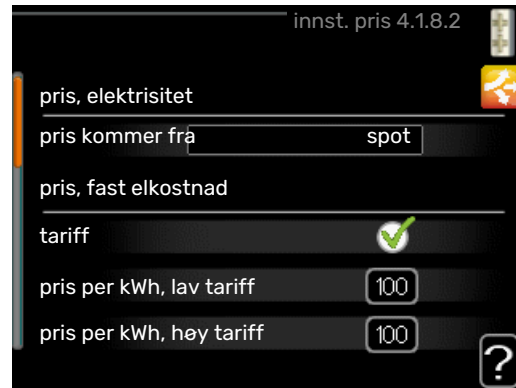 innst. pris 4.1.8.2
pris, elektrisitet
pris kommer fra spot
pris, fast elkostnad
tariff
pris per kWh, lav tariff 100
pris per kWh, høy tariff 100
?